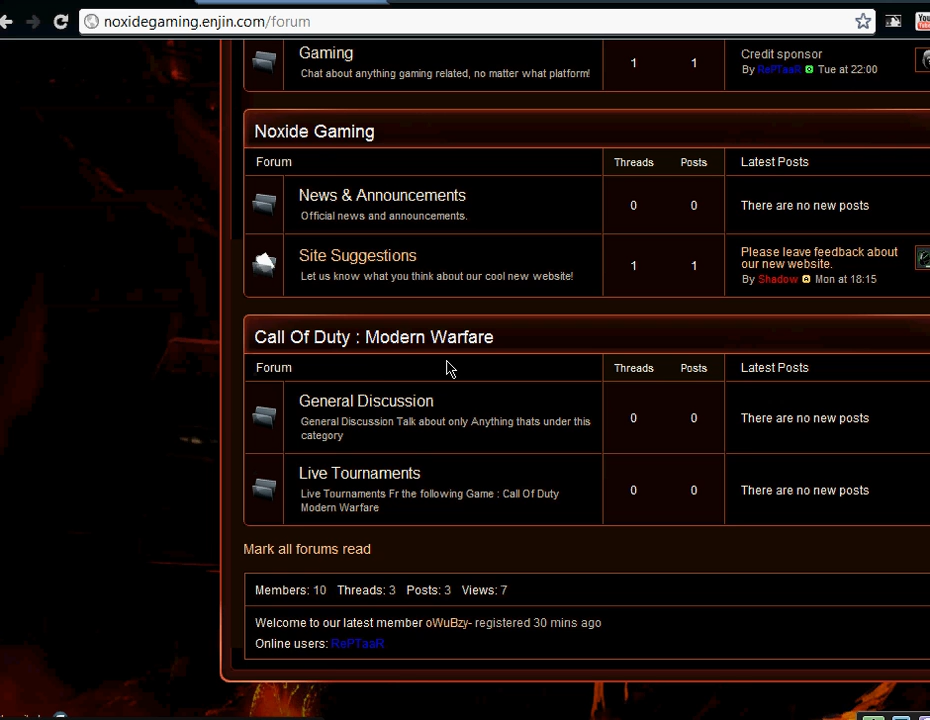 noxidegaming.enjin.com/forum
You
Gaming
Chat about anything gaming related, no matter what platform!
1
1
Credit sponsor
By RePTaaR Tue at 22:00
Noxide Gaming
Forum
Threads
Posts
Latest Posts
News & Announcements
Official news and announcements.
0
0
There are no new posts
Site Suggestions
Let us know what you think about our cool new website!
1
1
Please leave feedback about
our new website.
By Shadow Mon at 18:15
Call Of Duty : Modern Warfare
Forum
Threads
Posts
Latest Posts
General Discussion
General Discussion Talk about only Anything thats under this
category
0
0
There are no new posts
Live Tournaments
Live Tournaments Fr the following Game : Call Of Duty
Modern Warfare
0
0
There are no new posts
Mark all forums read
Members: 10 Threads: 3 Posts: 3 Views: 7
Welcome to our latest member oWuBzy- registered 30 mins ago
Online users: RePTaaR